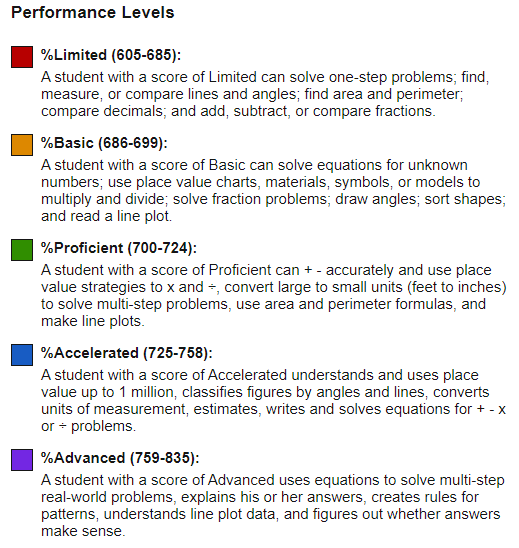 Performance Levels
%Limited (605-685):
A student with a score of Limited can solve one-step problems; find,
measure, or compare lines and angles; find area and perimeter;
compare decimals; and add, subtract, or compare fractions.
%Basic (686-699):
A student with a score of Basic can solve equations for unknown
numbers; use place value charts, materials, symbols, or models to
multiply and divide; solve fraction problems; draw angles; sort shapes;
and read a line plot.
%Proficient (700-724):
A student with a score of Proficient can + - accurately and use place
value strategies to x and ÷, convert large to small units (feet to inches)
to solve multi-step problems, use area and perimeter formulas, and
make line plots.
%Accelerated (725-758):
A student with a score of Accelerated understands and uses place
value up to 1 million, classifies figures by angles and lines, converts
units of measurement, estimates, writes and solves equations for + - x
or ÷ problems.
%Advanced (759-835):
A student with a score of Advanced uses equations to solve multi-step
real-world problems, explains his or her answers, creates rules for
patterns, understands line plot data, and figures out whether answers
make sense.